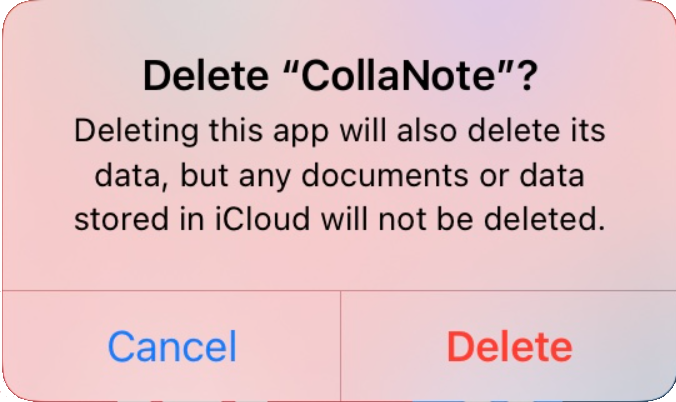 Delete “CollaNote”?
Deleting this app will also delete its
data, but any documents or data
stored in iCloud will not be deleted.
Cancel
Delete